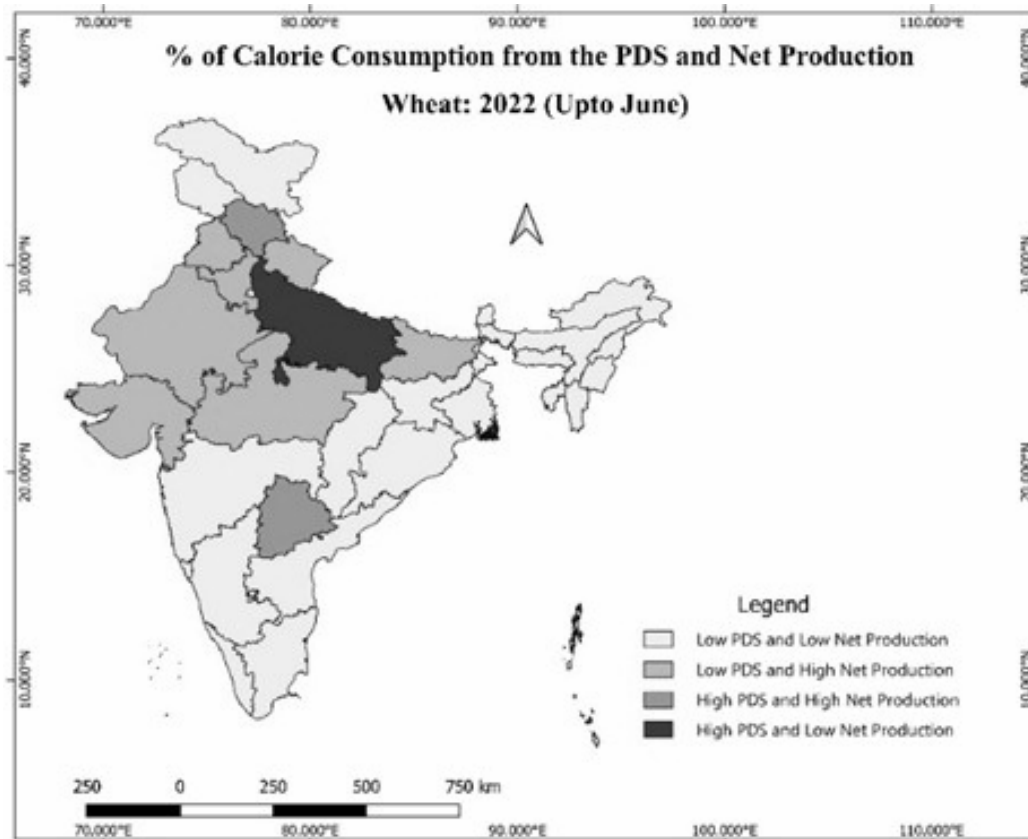 70.000°E 80.000°E 90.000°E 100.000°E 110.000°E
% of Calorie Consumption from the PDS and Net Production
Wheat: 2022 (Upto June)
40.000°N
30.000°N
20.000°N
10.000°N
40.000°N
30.000°N
20.000°N
10.000°N
Legend
Low PDS and Low Net Production
Low PDS and High Net Production
High PDS and High Net Production
High PDS and Low Net Production
250 0 250 500 750 km
70.000°E 80.000°E 90.000°E 100.000°E 110.000°E